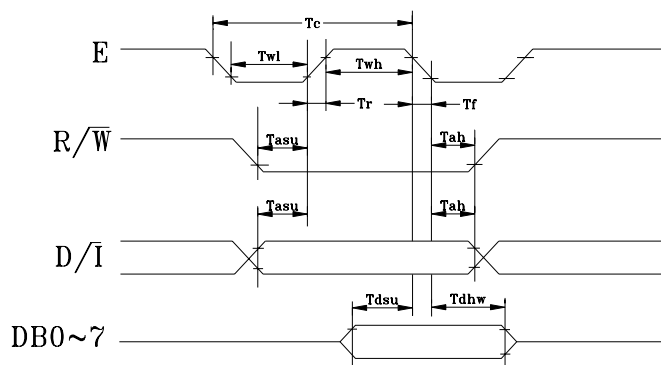 Tc
E
Twl
Twh
Tr
Tf
R/W̅
Tasu
Tah
Tasu
Tah
D/I̅
Tdsu
Tdhw
DB0~7